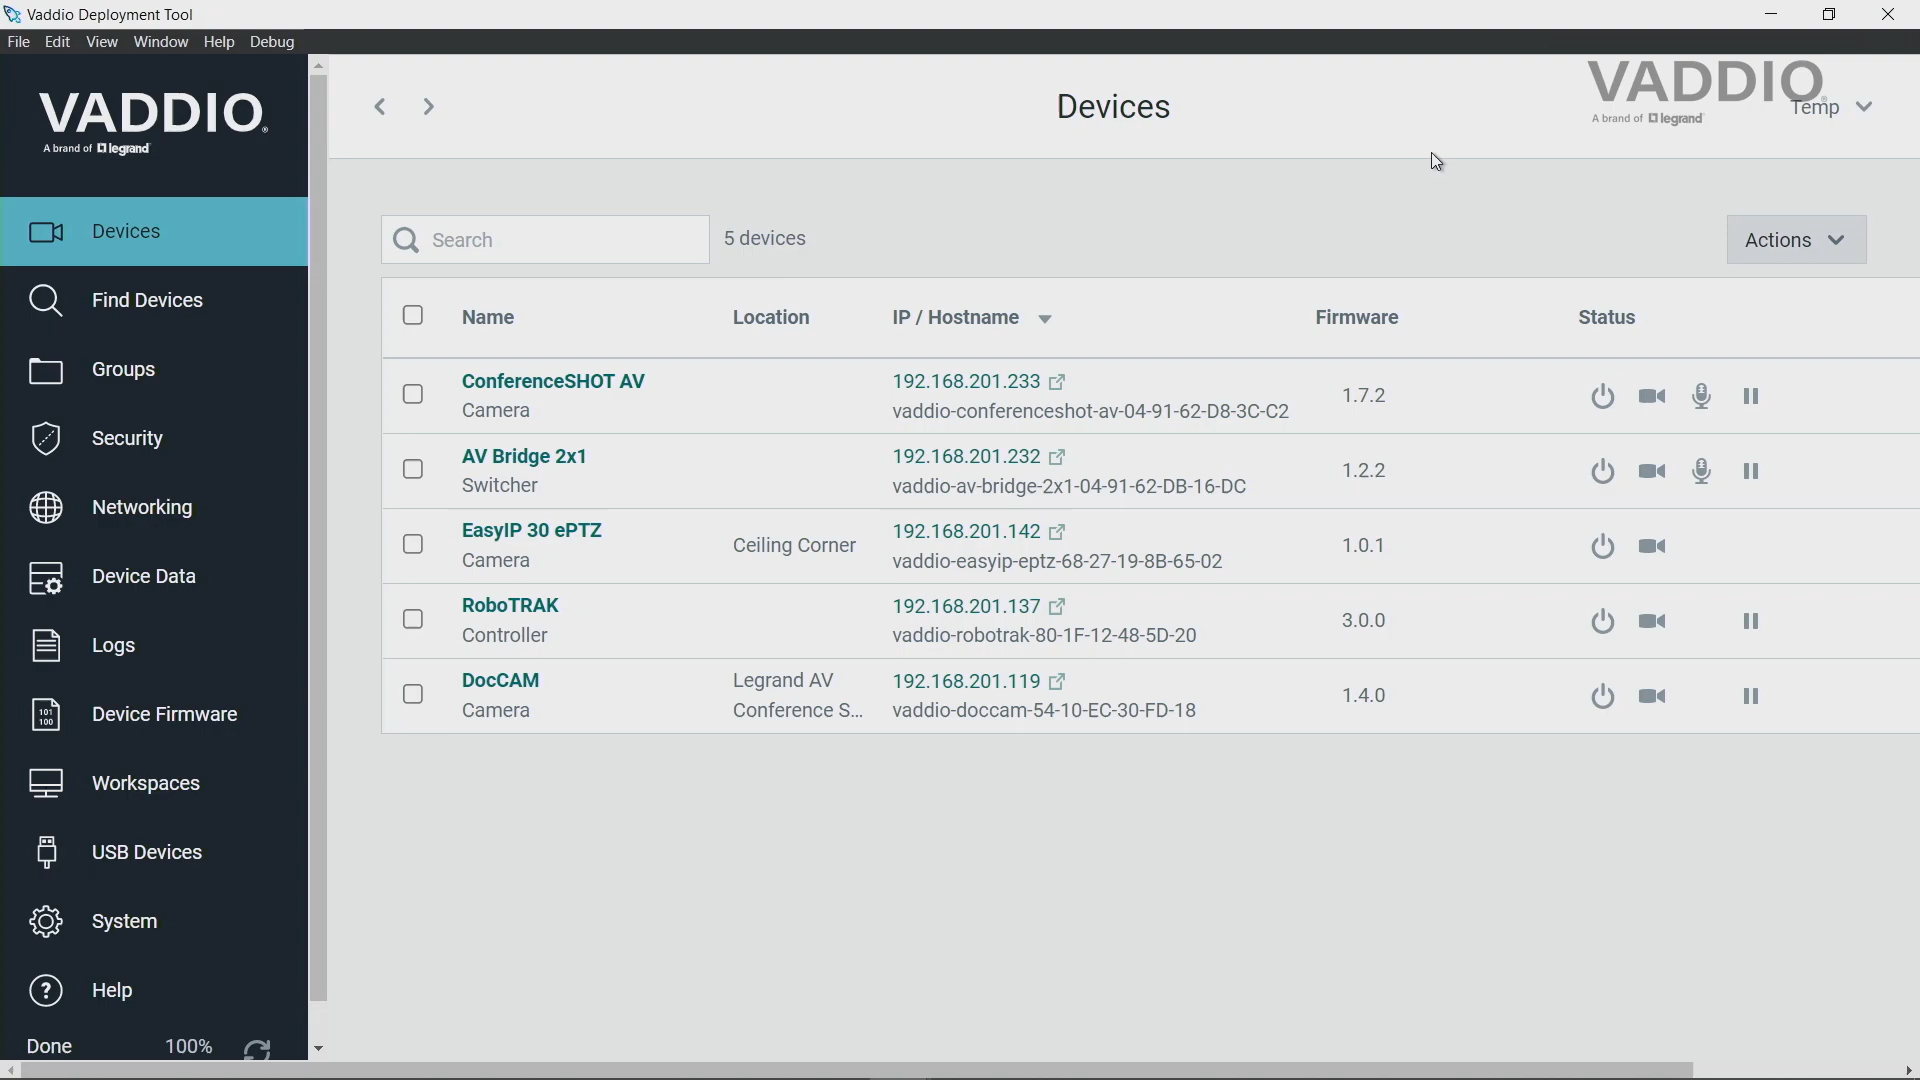 Vaddio Deployment Tool
File Edit View Window Help Debug
VADDIO
A brand of legrand
Devices
Find Devices
Groups
Security
Networking
Device Data
Logs
Device Firmware
Workspaces
USB Devices
System
Help
Done 100%
Devices
VADDIO
A brand of legrand
Temp
Search
5 devices
Actions
Name Location IP / Hostname Firmware Status
ConferenceSHOT AV
Camera
192.168.201.233
vaddio-conferenceshot-av-04-91-62-D8-3C-C2
1.7.2
AV Bridge 2x1
Switcher
192.168.201.232
vaddio-av-bridge-2x1-04-91-62-DB-16-DC
1.2.2
EasyIP 30 ePTZ
Camera
Ceiling Corner
192.168.201.142
vaddio-easyip-eptz-68-27-19-8B-65-02
1.0.1
RoboTRAK
Controller
192.168.201.137
vaddio-robotrak-80-1F-12-48-5D-20
3.0.0
DocCAM
Camera
Legrand AV
Conference S...
192.168.201.119
vaddio-doccam-54-10-EC-30-FD-18
1.4.0